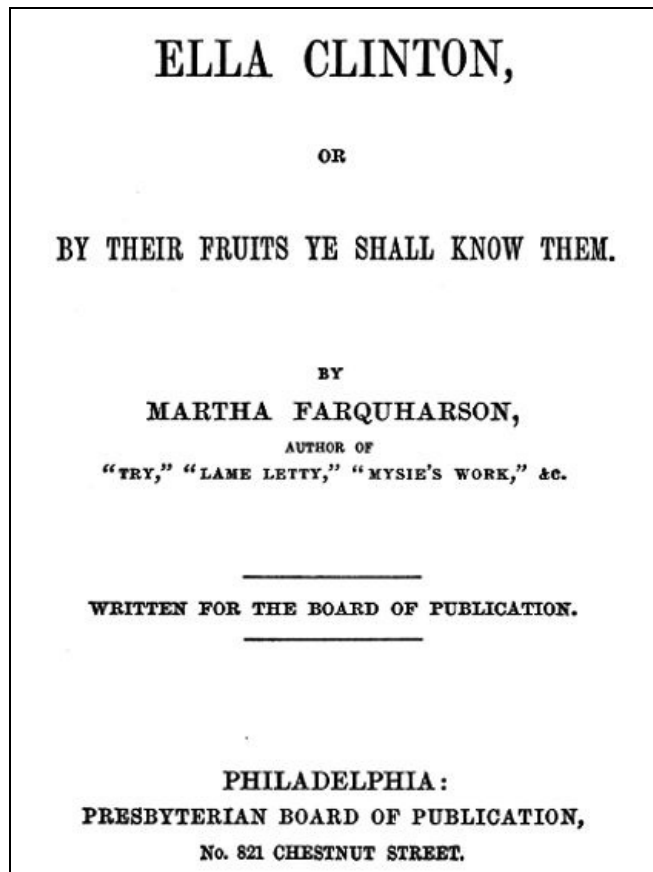 ELLA CLINTON,
OR
BY THEIR FRUITS YE SHALL KNOW THEM.
BY
MARTHA FARQUHARSON,
AUTHOR OF
“TRY,” “LAME LETTY,” “MYSIE’S WORK,” &C.
WRITTEN FOR THE BOARD OF PUBLICATION.
PHILADELPHIA:
PRESBYTERIAN BOARD OF PUBLICATION,
No. 821 CHESTNUT STREET.